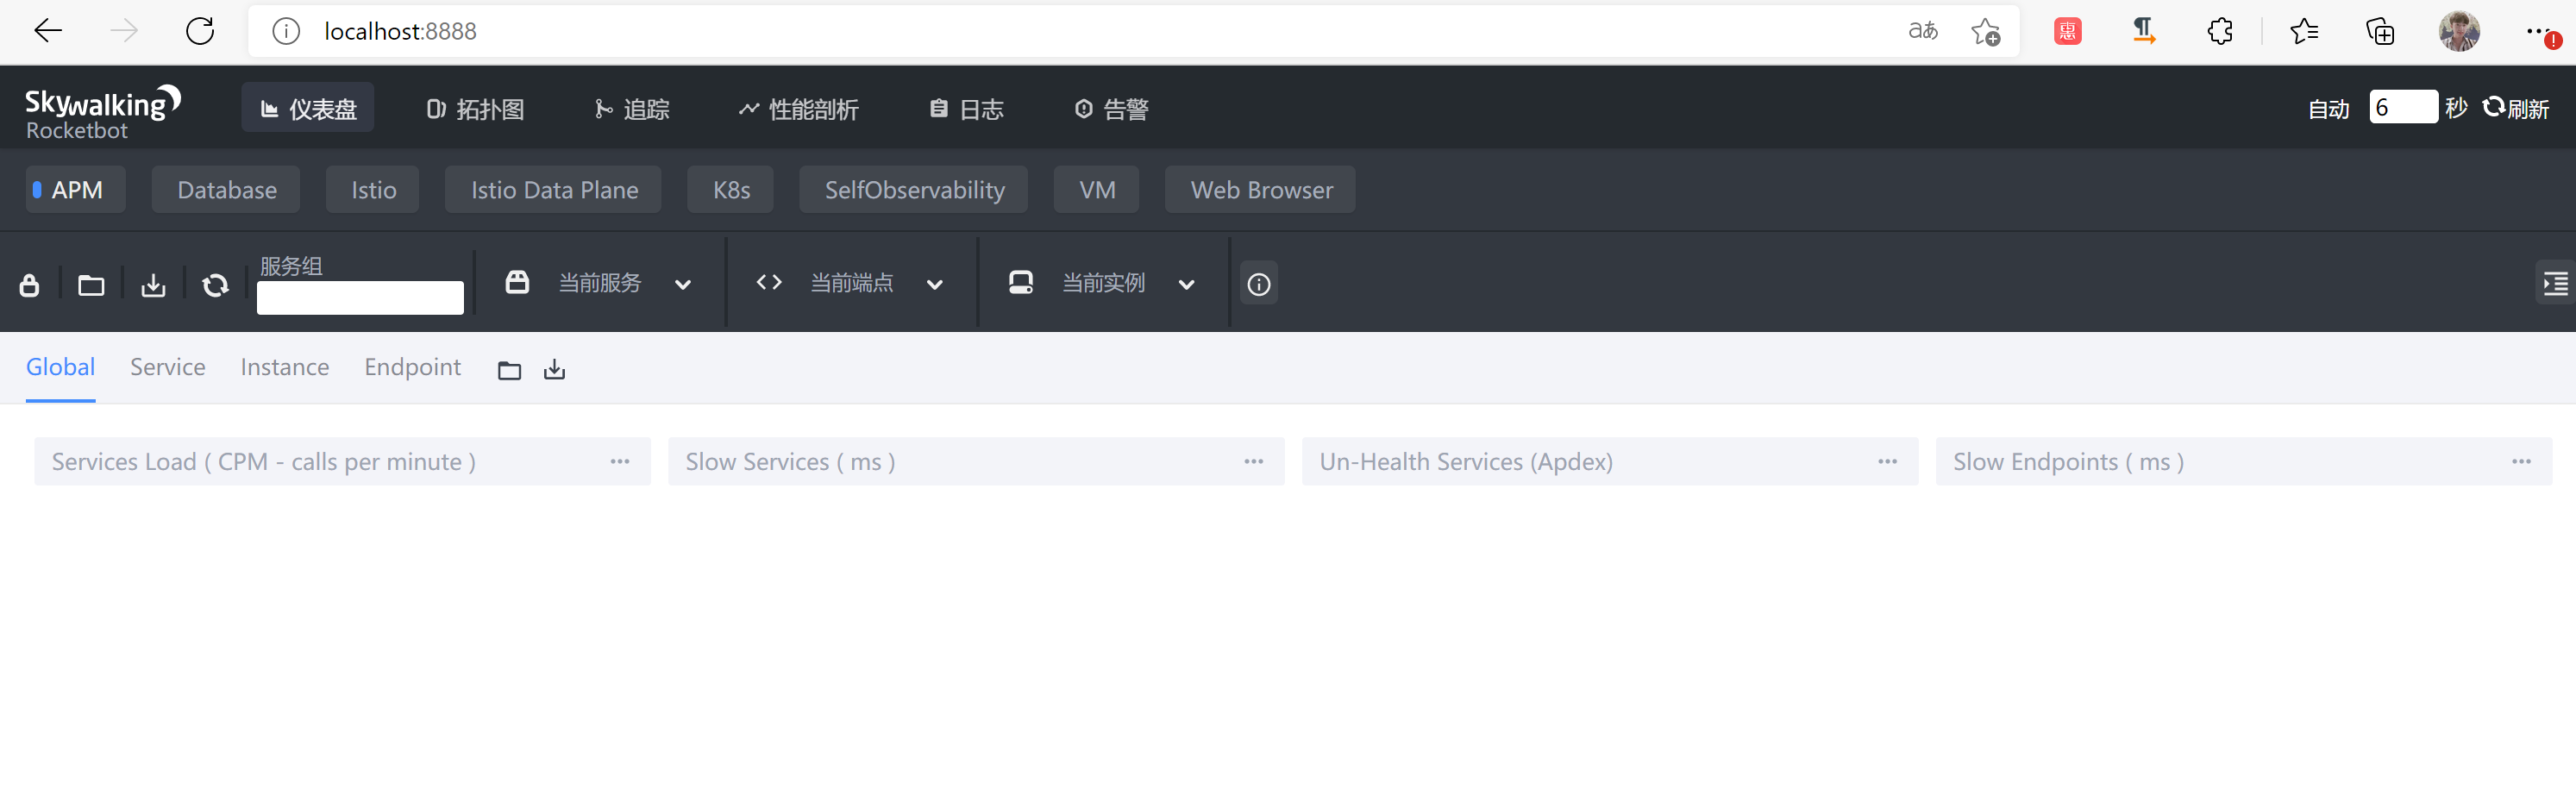 localhost:8888
aあ
惠
Skywalking
Rocketbot
仪表盘 拓扑图 追踪 性能剖析 日志 告警
自动 6 秒 刷新
APM Database Istio Istio Data Plane K8s SelfObservability VM Web Browser
服务组
当前服务 当前端点 当前实例
Global Service Instance Endpoint
Services Load ( CPM - calls per minute ) Slow Services ( ms ) Un-Health Services (Apdex) Slow Endpoints ( ms )